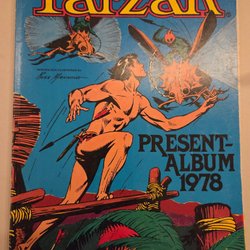 Tarzan
PRESENT-
ALBUM
1978